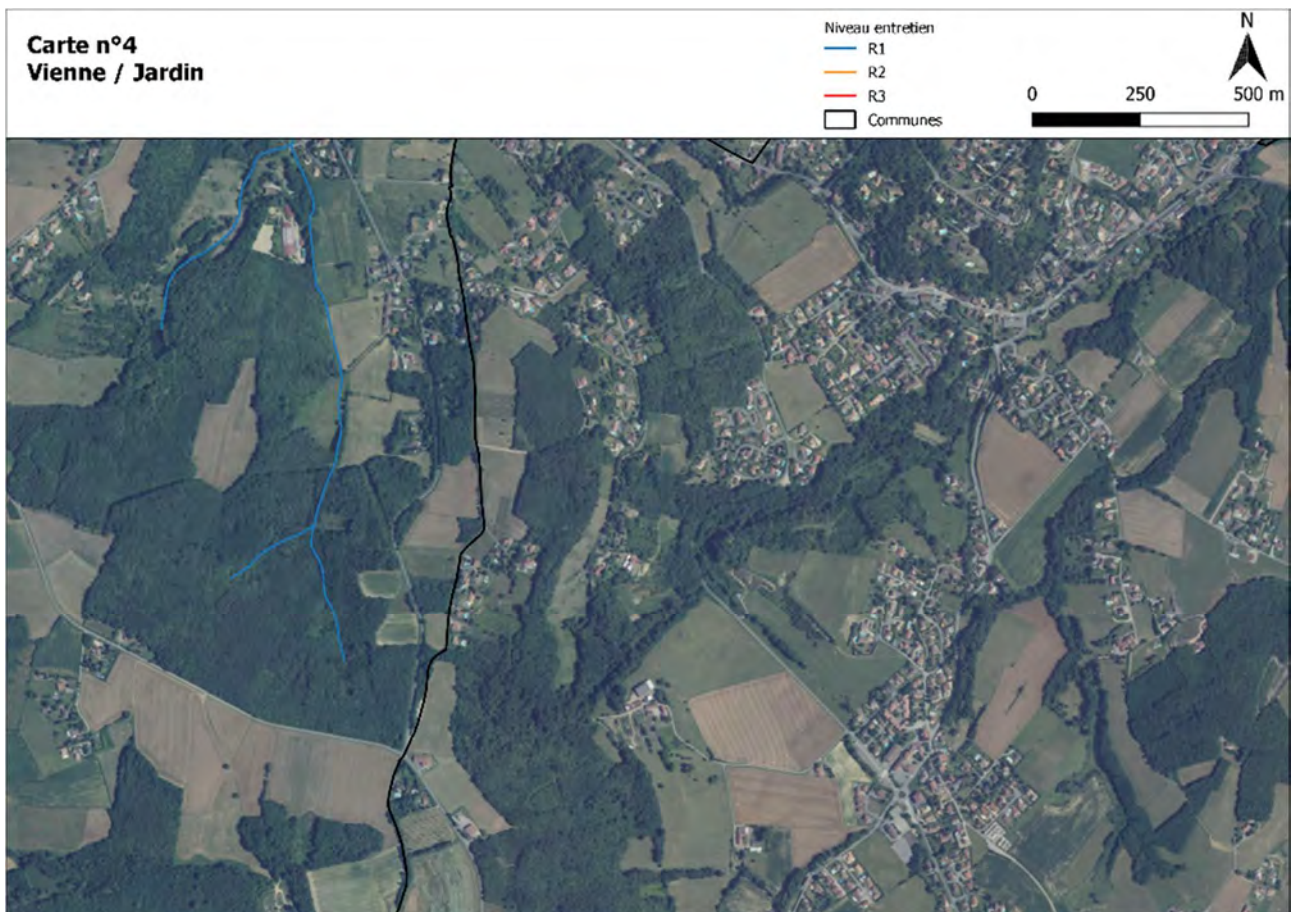 Carte n°4
Vienne / Jardin
Niveau entretien
R1
R2
R3
Communes
0 250 500 m
N